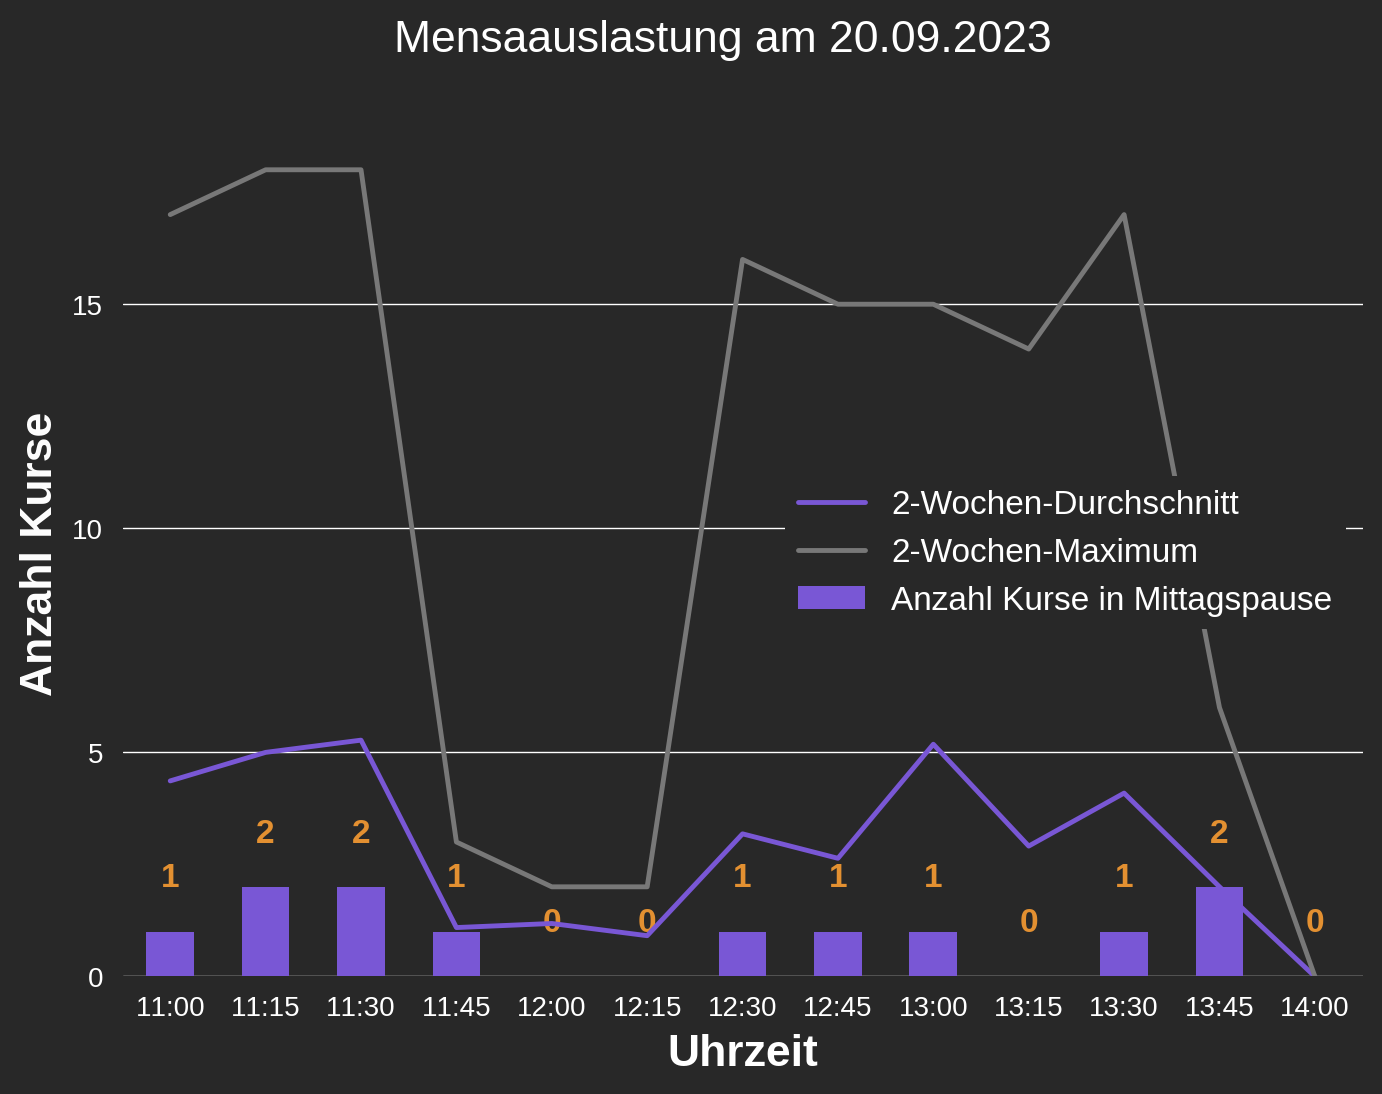 Mensaauslastung am 20.09.2023
Anzahl Kurse
15
10
5
0
2-Wochen-Durchschnitt
2-Wochen-Maximum
Anzahl Kurse in Mittagspause
1 2 2 1 0 0 1 1 1 0 1 2 0
11:00 11:15 11:30 11:45 12:00 12:15 12:30 12:45 13:00 13:15 13:30 13:45 14:00
Uhrzeit